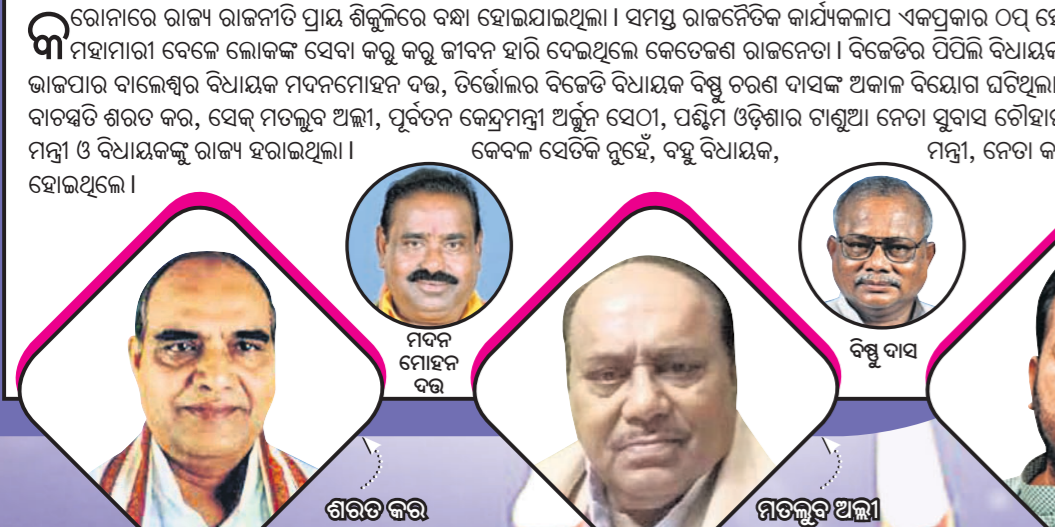 କରୋନାରେ ରାଜ୍ୟ ରାଜନୀତି ପ୍ରାୟ ଶିକୁଳିରେ ବନ୍ଧା ହୋଇଯାଇଥିଲା । ସମସ୍ତ ରାଜନୈତିକ କାର୍ଯ୍ୟକଳାପ ଏକପ୍ରକାର ଠପ୍
ମହାମାରୀ ବେଳେ ଲୋକଙ୍କ ସେବା କରୁ କରୁ ଜୀବନ ହାରି ଦେଇଥିଲେ କେତେଜଣ ରାଜନେତା । ବିଜେଡିର ପିପିଲି ବିଧାୟକ
ଭାଜପାର ବାଲେଶ୍ୱର ବିଧାୟକ ମଦନମୋହନ ଦତ୍ତ, ତିର୍ତ୍ତୋଲର ବିଜେଡି ବିଧାୟକ ବିଷ୍ଣୁ ଚରଣ ଦାସଙ୍କ ଅକାଳ ବିୟୋଗ ଘଟିଥିଲା
ବାଚସ୍ପତି ଶରତ କର, ସେକ୍ ମତଲୁବ ଅଲ୍ଲୀ, ପୂର୍ବତନ କେନ୍ଦ୍ରମନ୍ତ୍ରୀ ଅର୍ଜୁନ ସେଠୀ, ପଶ୍ଚିମ ଓଡ଼ିଶାର ଟାଣୁଆ ନେତା ସୁବାସ ଚୌହାନ
ମନ୍ତ୍ରୀ ଓ ବିଧାୟକଙ୍କୁ ରାଜ୍ୟ ହରାଇଥିଲା । କେବଳ ସେତିକି ନୁହେଁ, ବହୁ ବିଧାୟକ, ମନ୍ତ୍ରୀ, ନେତା
ହୋଇଥିଲେ ।
ମଦନ
ମୋହନ
ଦତ୍ତ
ବିଷ୍ଣୁ ଦାସ
ଶରତ କର
ମତଲୁବ ଅଲ୍ଲୀ